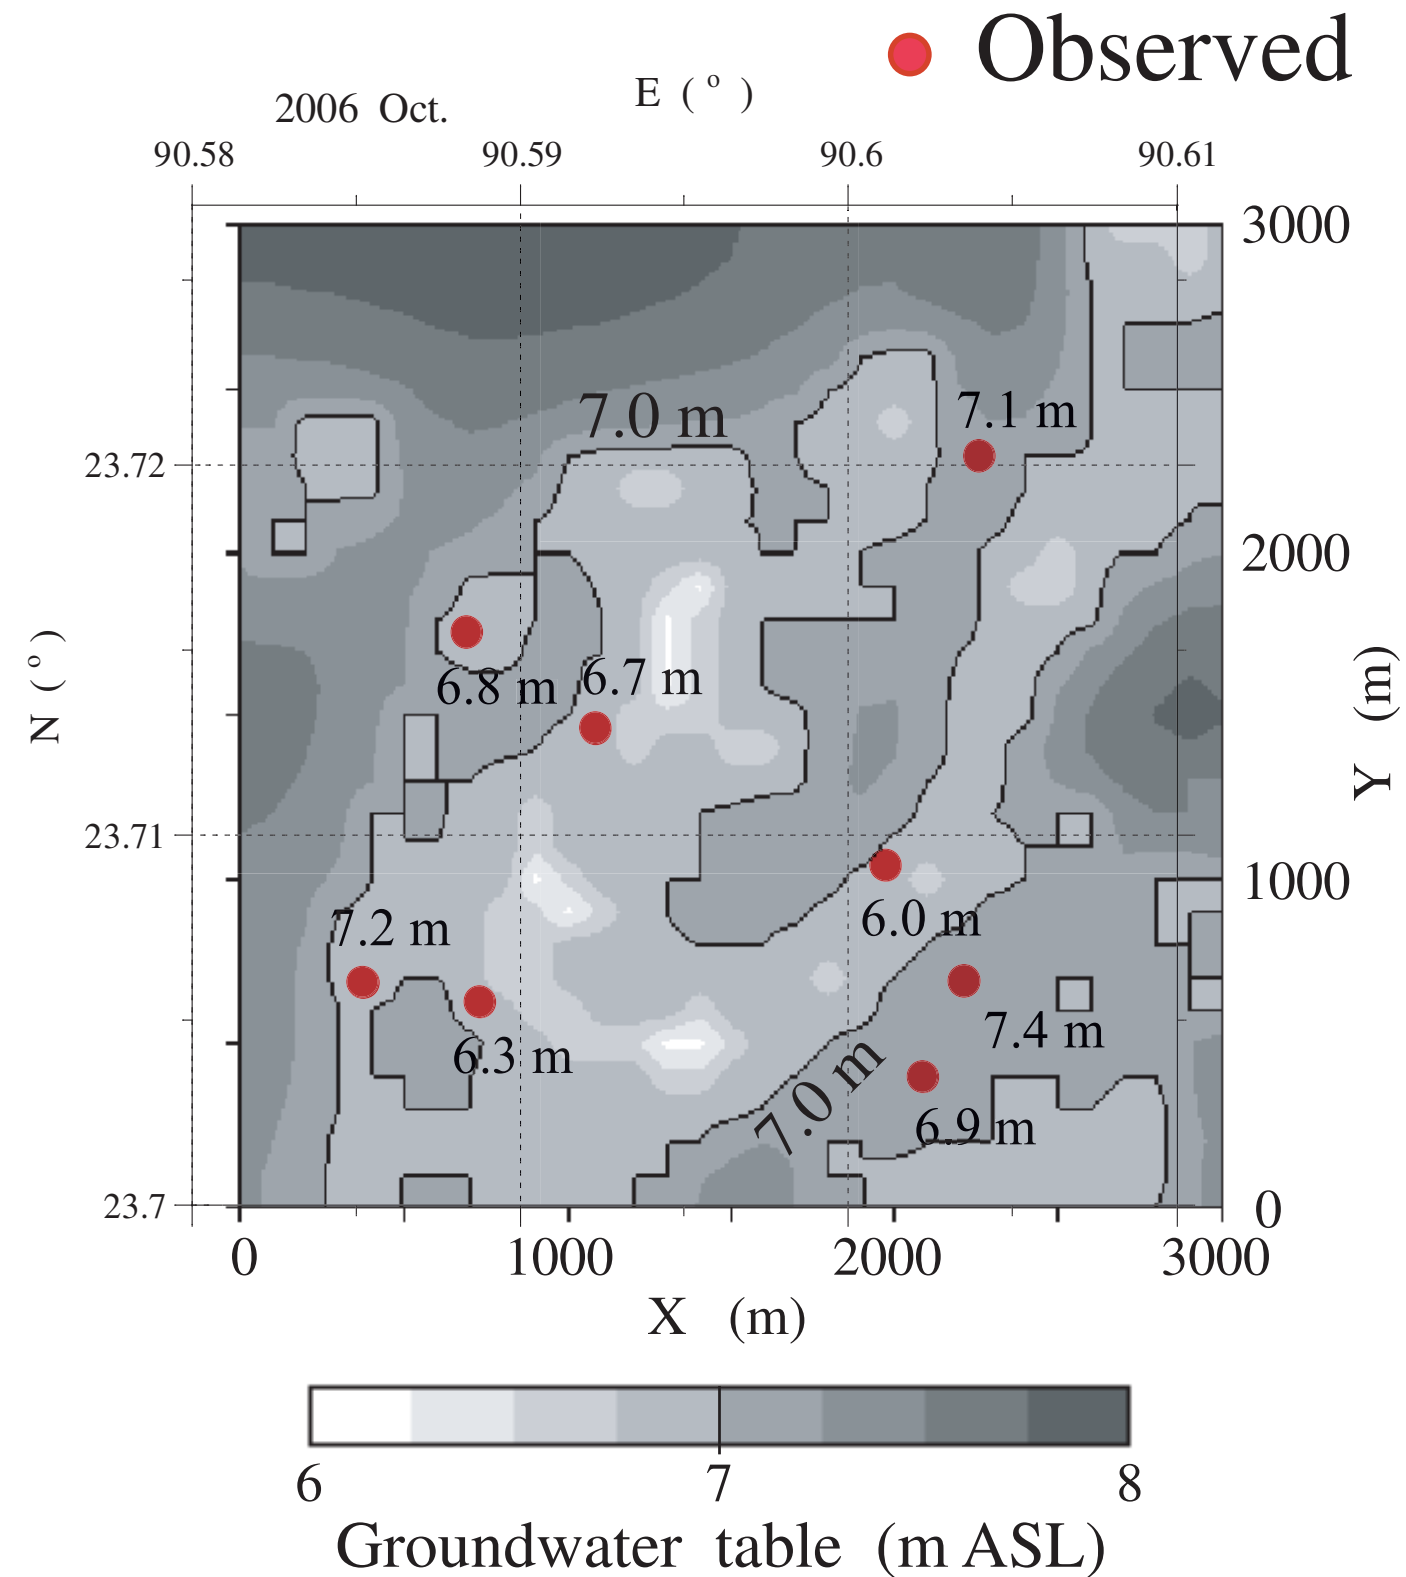 Observed
2006 Oct.
E ( º )
90.58 90.59 90.6 90.61
3000
7.0 m
7.1 m
23.72
2000
N ( º )
6.8 m
6.7 m
Y (m)
23.71
1000
7.2 m
6.0 m
6.3 m
7.4 m
7.0 m
6.9 m
23.7
0
0 1000 2000 3000
X (m)
6 7 8
Groundwater table (m ASL)